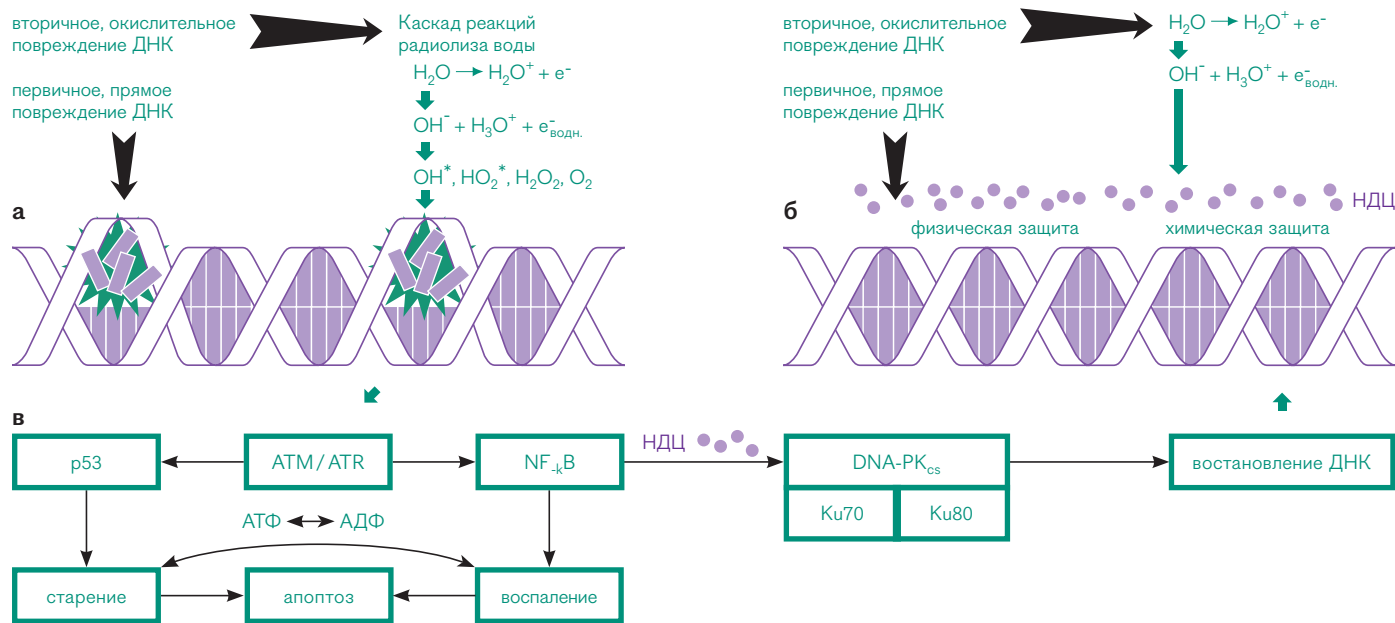 вторичное, окислительное
повреждение ДНК
Каскад реакций
радиолиза воды
H₂O → H₂O⁺ + e⁻
OH⁻ + H₃O⁺ + e⁻водн.
OH*, HO₂*, H₂O₂, O₂
первичное, прямое
повреждение ДНК
а
вторичное, окислительное
повреждение ДНК
H₂O → H₂O⁺ + e⁻
OH⁻ + H₃O⁺ + e⁻водн.
первичное, прямое
повреждение ДНК
б
НДЦ
физическая защита
химическая защита
в
p53
ATM / ATR
NF-kB
НДЦ
DNA-PKcs
Ku70
Ku80
востановление ДНК
АТФ ↔ АДФ
старение
апоптоз
воспаление